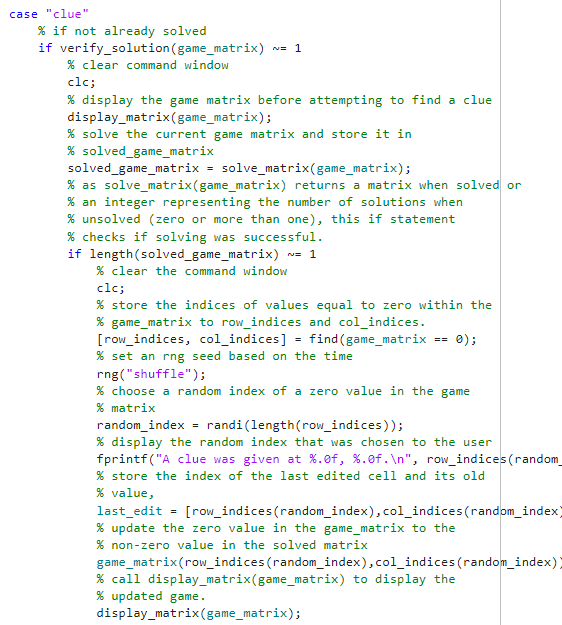 case "clue"
% if not already solved
if verify_solution(game_matrix) ~= 1
% clear command window
clc;
% display the game matrix before attempting to find a clue
display_matrix(game_matrix);
% solve the current game matrix and store it in
% solved_game_matrix
solved_game_matrix = solve_matrix(game_matrix);
% as solve_matrix(game_matrix) returns a matrix when solved or
% an integer representing the number of solutions when
% unsolved (zero or more than one), this if statement
% checks if solving was successful.
if length(solved_game_matrix) ~= 1
% clear the command window
clc;
% store the indices of values equal to zero within the
% game_matrix to row_indices and col_indices.
[row_indices, col_indices] = find(game_matrix == 0);
% set an rng seed based on the time
rng("shuffle");
% choose a random index of a zero value in the game
% matrix
random_index = randi(length(row_indices));
% display the random index that was chosen to the user
fprintf("A clue was given at %.0f, %.0f.\n", row_indices(random_
% store the index of the last edited cell and its old
% value,
last_edit = [row_indices(random_index),col_indices(random_index)
% update the zero value in the game_matrix to the
% non-zero value in the solved matrix
game_matrix(row_indices(random_index),col_indices(random_index))
% call display_matrix(game_matrix) to display the
% updated game.
display_matrix(game_matrix);